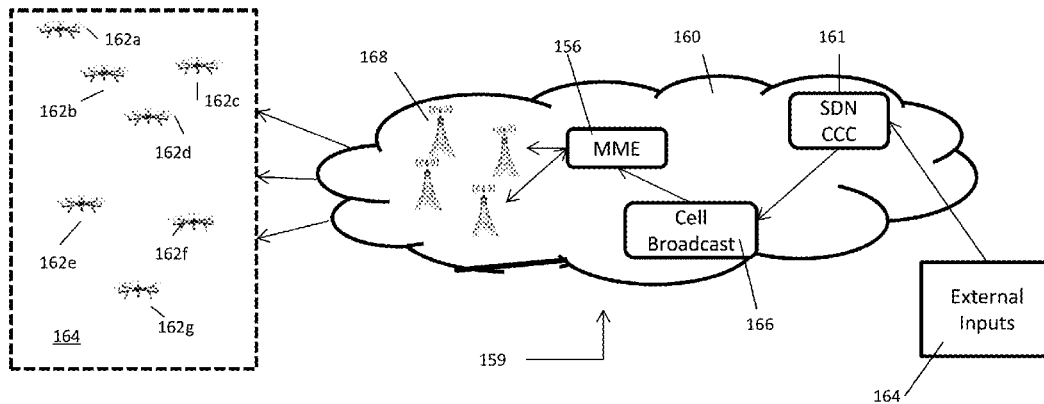 162a
162b
162c
162d
162e
162f
162g
164
168
156
160
161
MME
SDN
CCC
Cell
Broadcast
166
159
External
Inputs
164